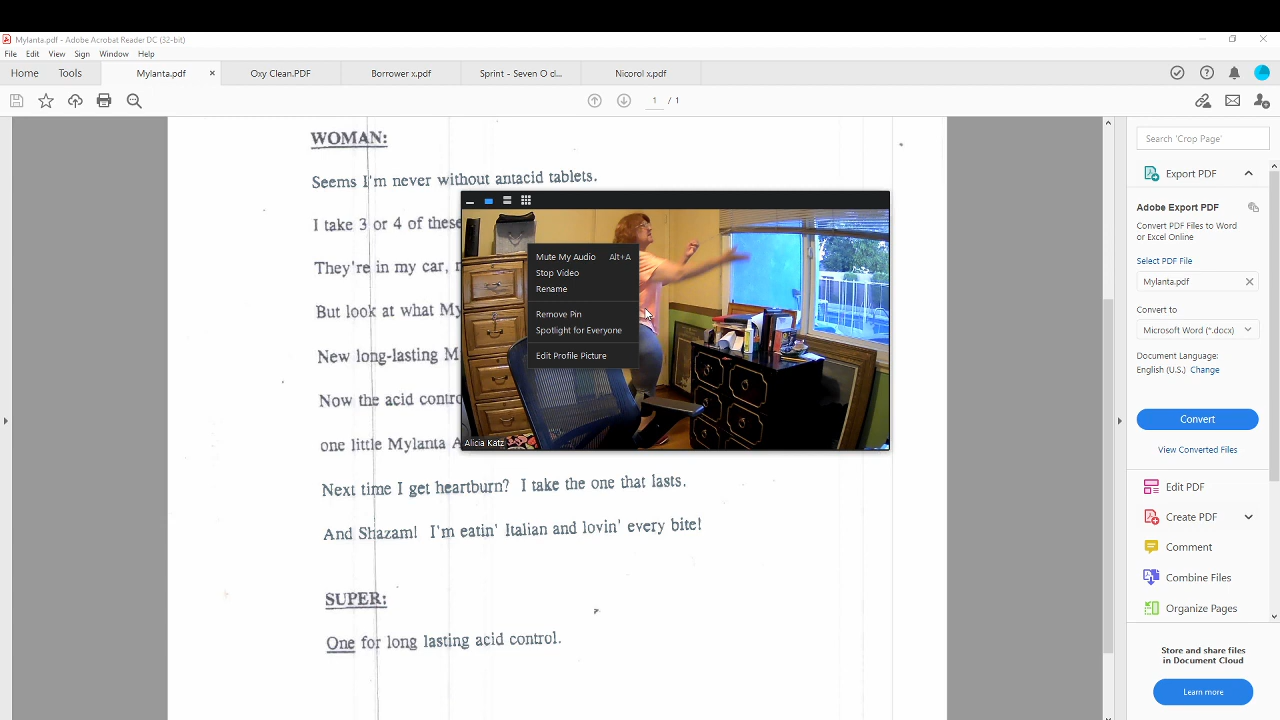 Mylanta.pdf - Adobe Acrobat Reader DC (32-bit)
File Edit View Sign Window Help
Home Tools Mylanta.pdf × Oxy Clean.PDF Borrower x.pdf Sprint - Seven O d... Nicorol x.pdf
1 / 1
WOMAN:
Seems I'm never without antacid tablets.
I take 3 or 4 of these
They're in my car,
But look at what My
New long-lasting M
Now the acid contro
one little Mylanta A
Next time I get heartburn? I take the one that lasts.
And Shazam! I'm eatin' Italian and lovin' every bite!
SUPER:
One for long lasting acid control.
Mute My Audio Alt+A
Stop Video
Rename
Remove Pin
Spotlight for Everyone
Edit Profile Picture
Alicia Katz
Search 'Crop Page'
Export PDF
Adobe Export PDF
Convert PDF Files to Word
or Excel Online
Select PDF File
Mylanta.pdf
Convert to
Microsoft Word (*.docx)
Document Language:
English (U.S.) Change
Convert
View Converted Files
Edit PDF
Create PDF
Comment
Combine Files
Organize Pages
Store and share files
in Document Cloud
Learn more